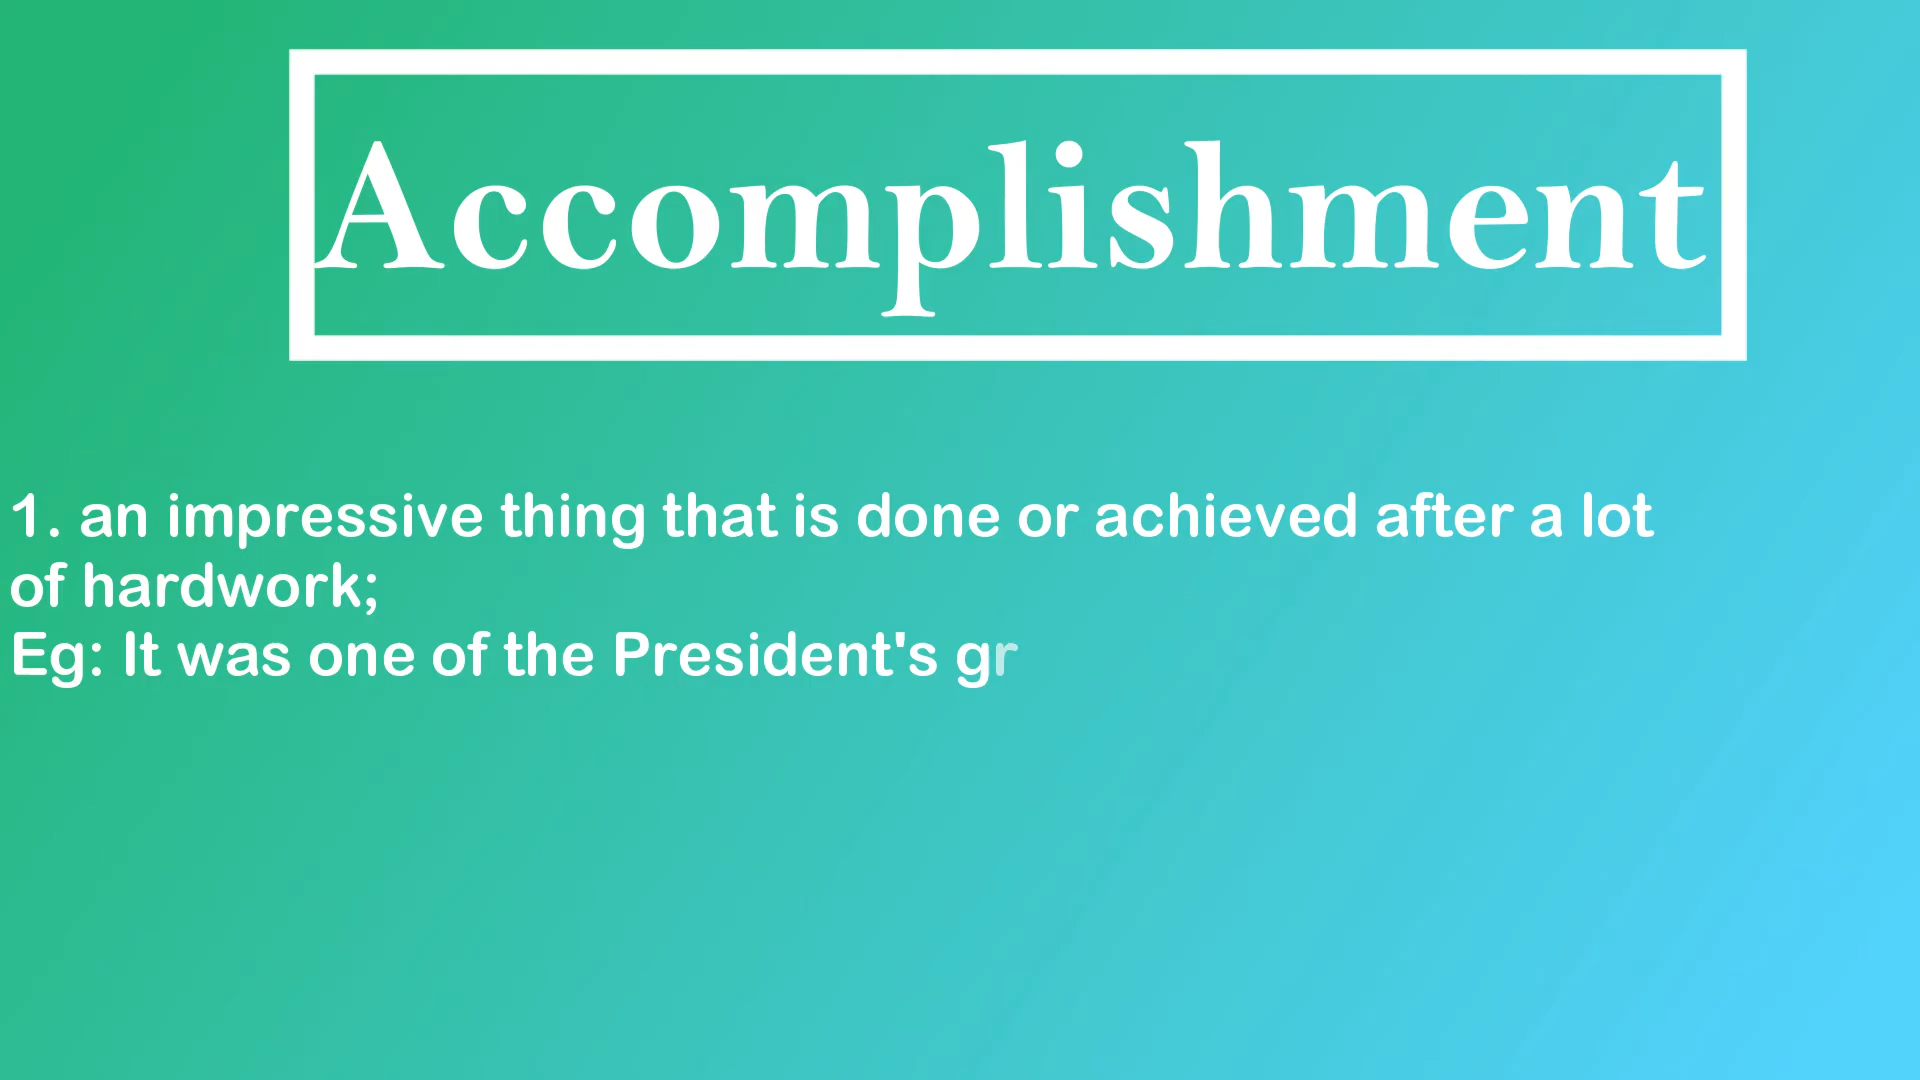 Accomplishment
1. an impressive thing that is done or achieved after a lot
of hardwork;
Eg: It was one of the President's gr